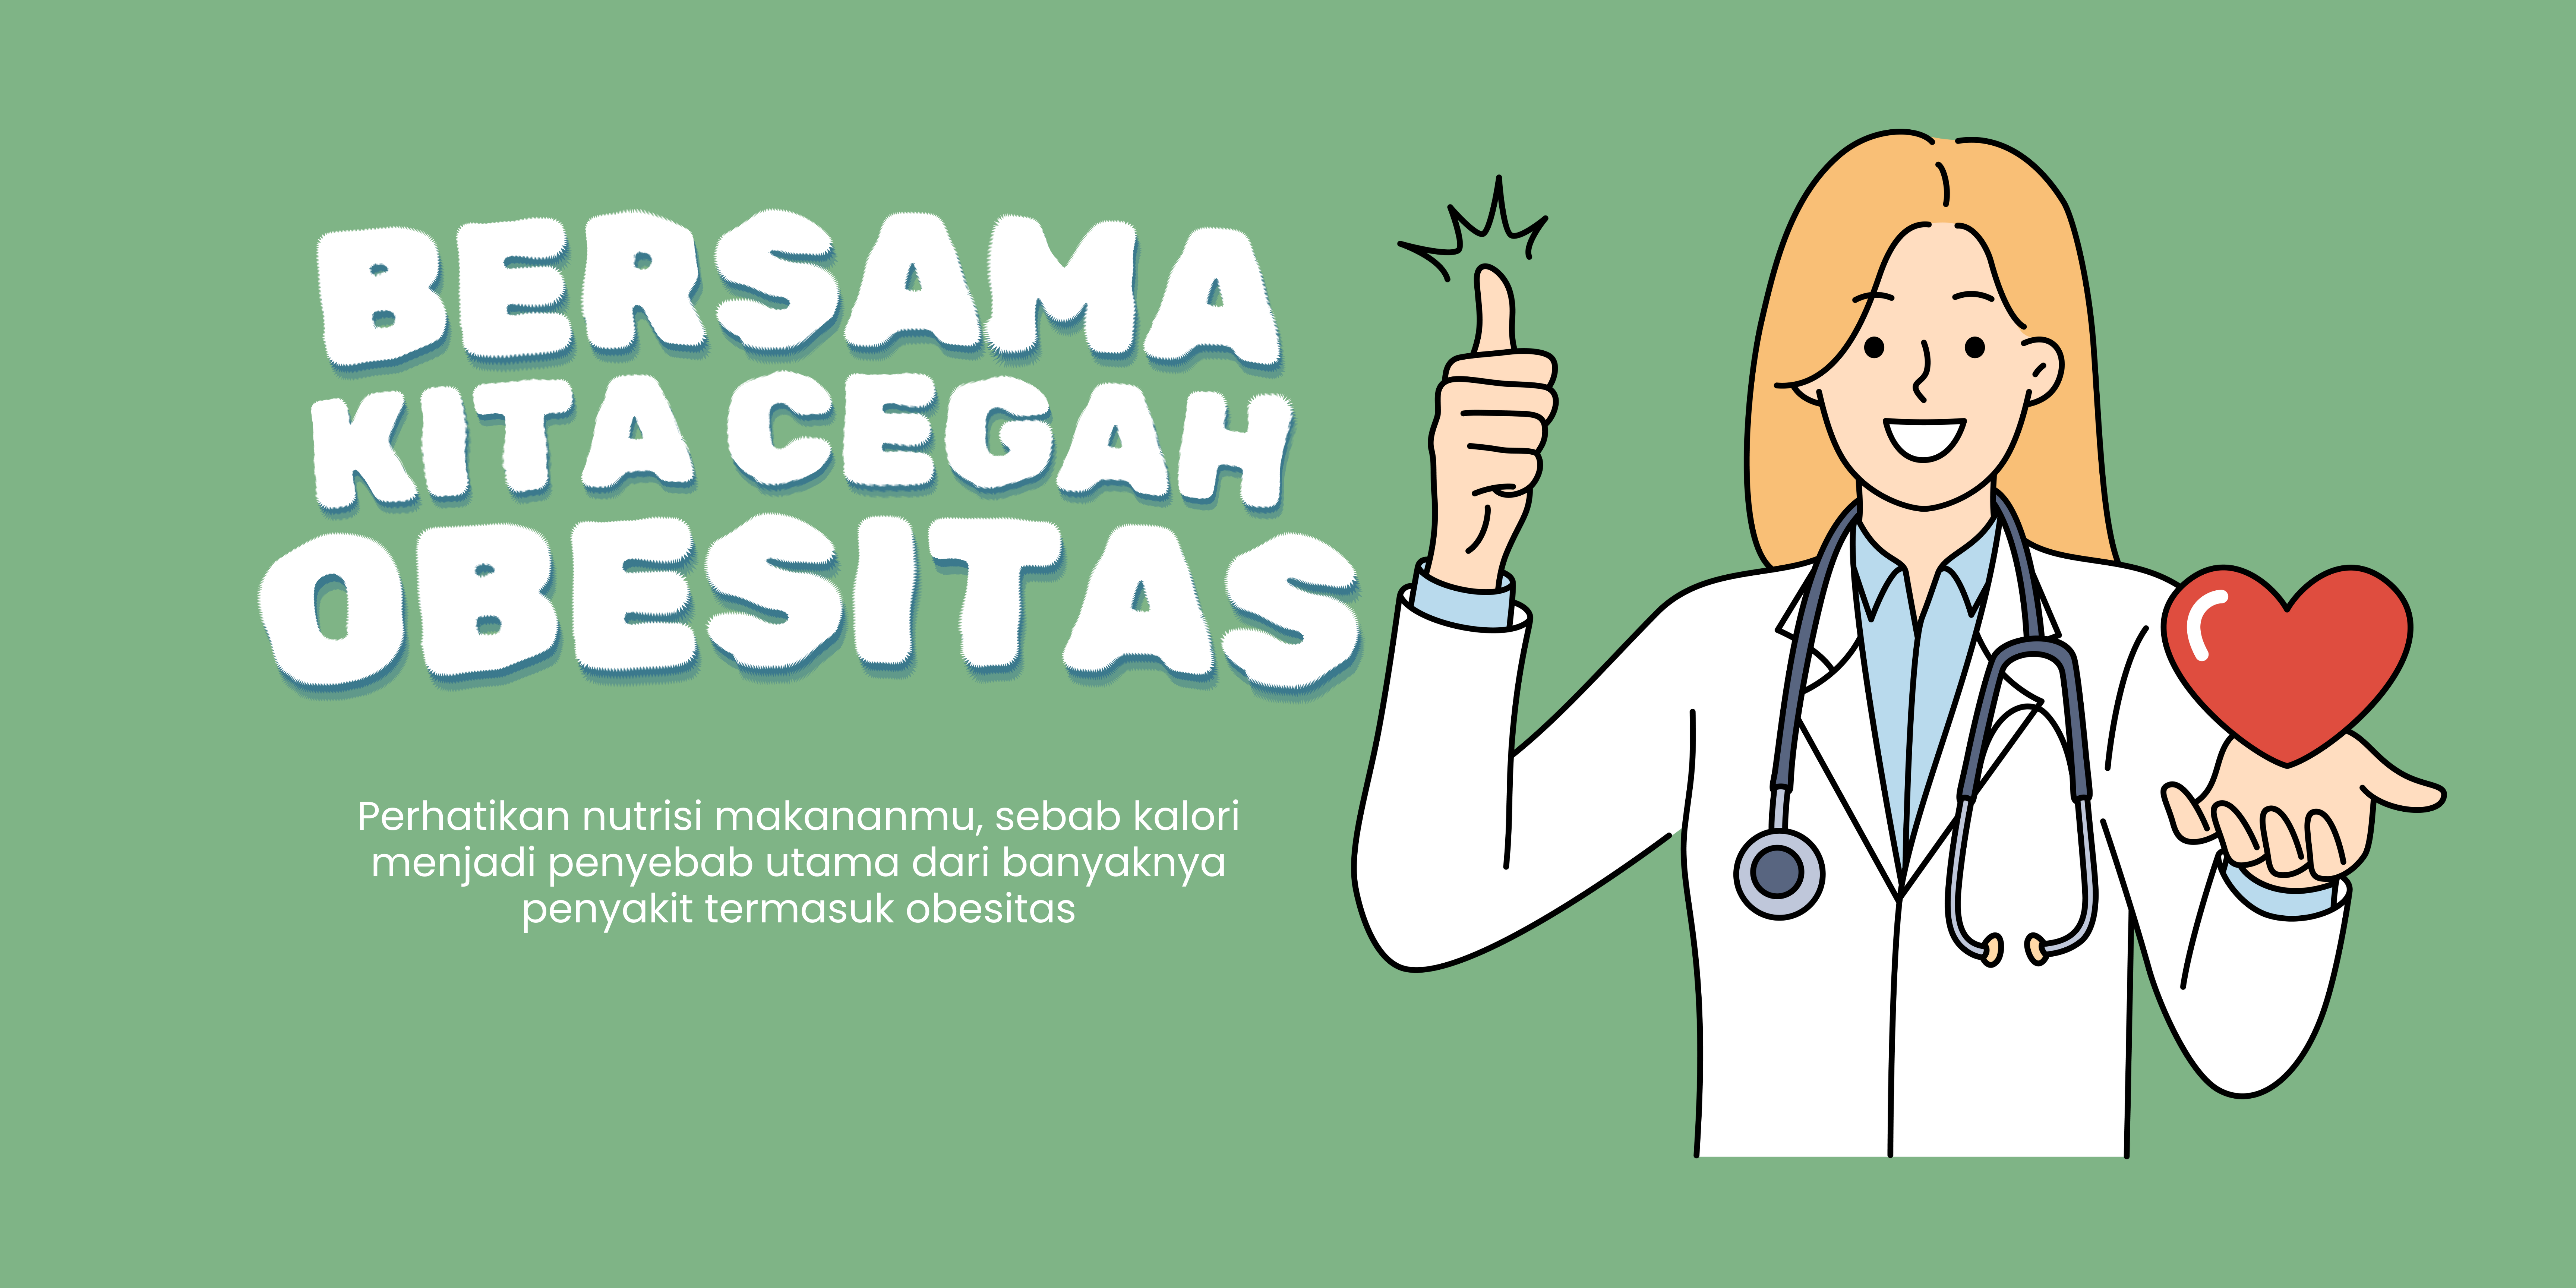 BERSAMA
KITA CEGAH
OBESITAS
Perhatikan nutrisi makananmu, sebab kalori
menjadi penyebab utama dari banyaknya
penyakit termasuk obesitas